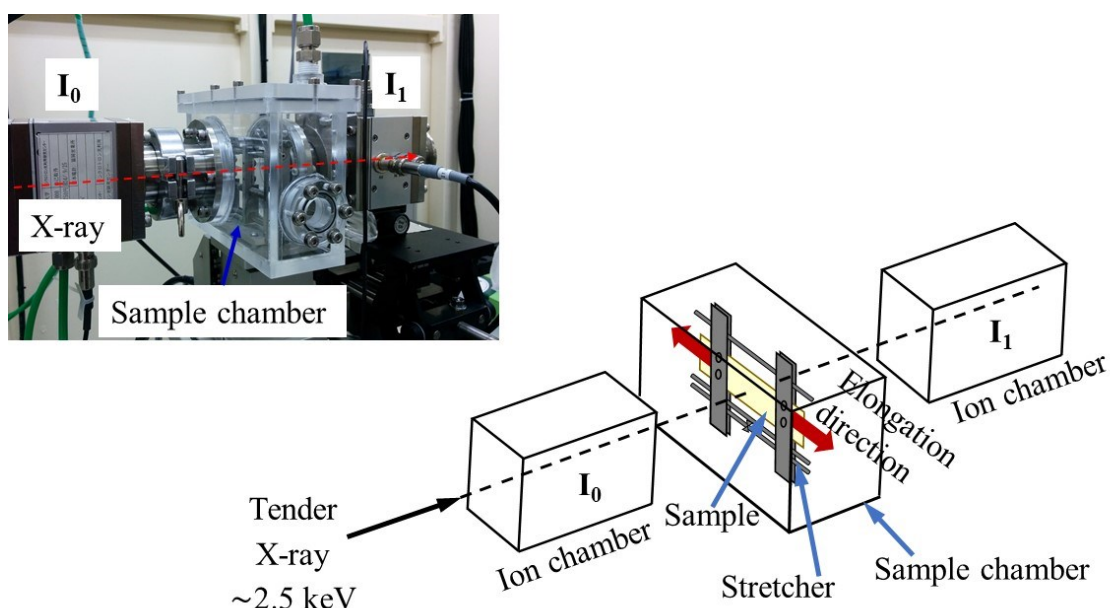 I0
I1
X-ray
Sample chamber
I1
Ion chamber
Elongation
direction
I0
Ion chamber
Sample
Stretcher
Sample chamber
Tender
X-ray
~2.5 keV